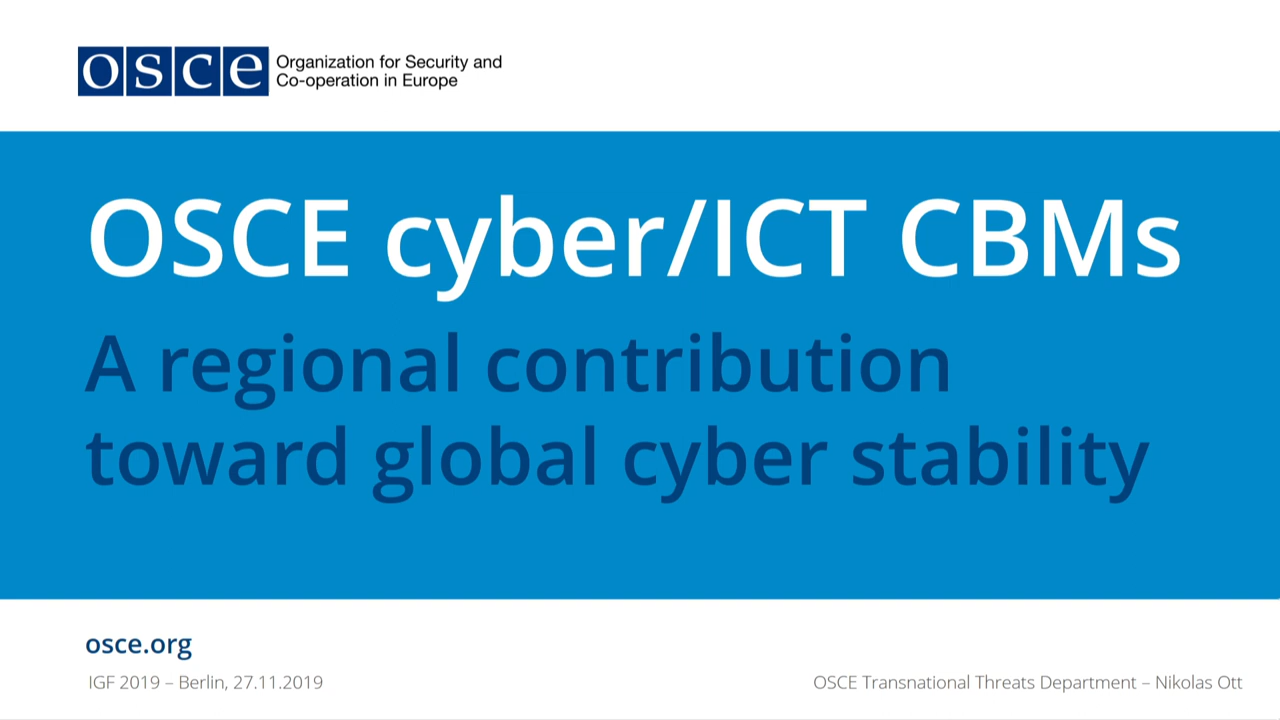 osce Organization for Security and
Co-operation in Europe
OSCE cyber/ICT CBMs
A regional contribution
toward global cyber stability
osce.org
IGF 2019 – Berlin, 27.11.2019
OSCE Transnational Threats Department – Nikolas Ott